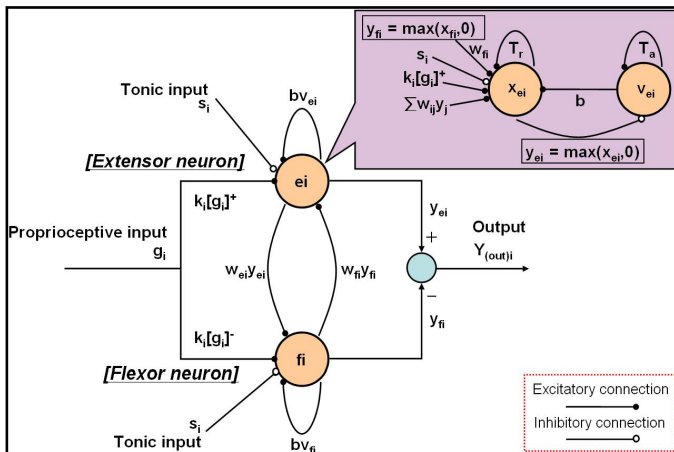 y_fi = max(x_fi,0)
w_fi
T_r
T_a
s_i
k_i[g_i]⁺
∑w_ij y_j
x_ei
v_ei
b
y_ei = max(x_ei,0)
Tonic input
s_i
bv_ei
[Extensor neuron]
ei
k_i[g_i]⁺
y_ei
Proprioceptive input
g_i
w_ei y_ei
w_fi y_fi
+
Output
Y_(out)i
−
y_fi
k_i[g_i]⁻
fi
[Flexor neuron]
s_i
Tonic input
bv_fi
Excitatory connection
Inhibitory connection